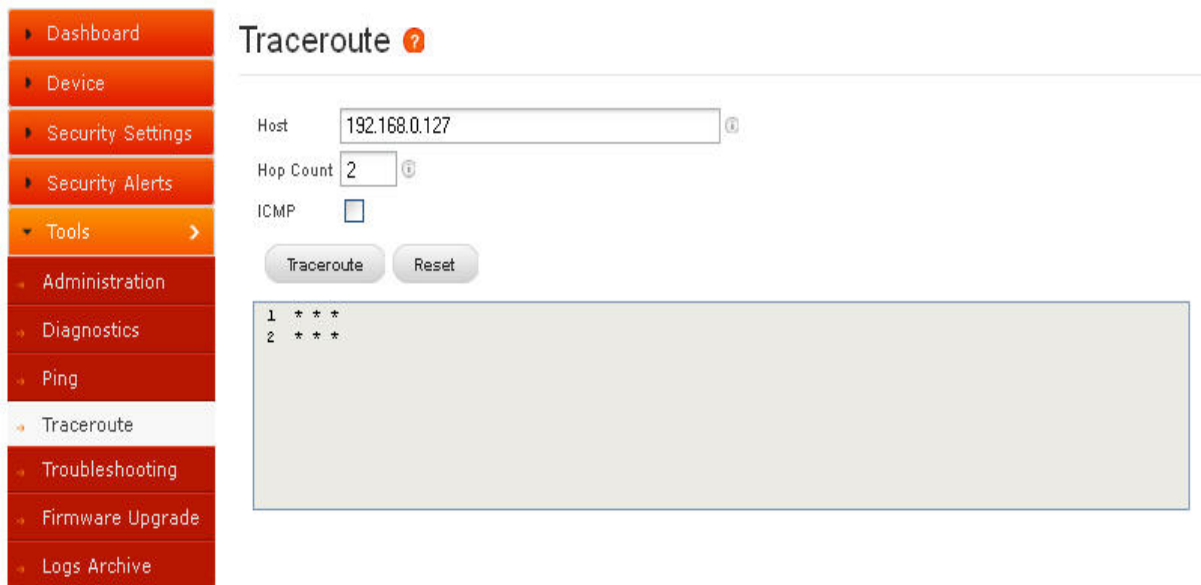 Dashboard
Device
Security Settings
Security Alerts
Tools
Administration
Diagnostics
Ping
Traceroute
Troubleshooting
Firmware Upgrade
Logs Archive
Traceroute ?
Host 192.168.0.127 i
Hop Count 2 i
ICMP
Traceroute Reset
1 * * *
2 * * *